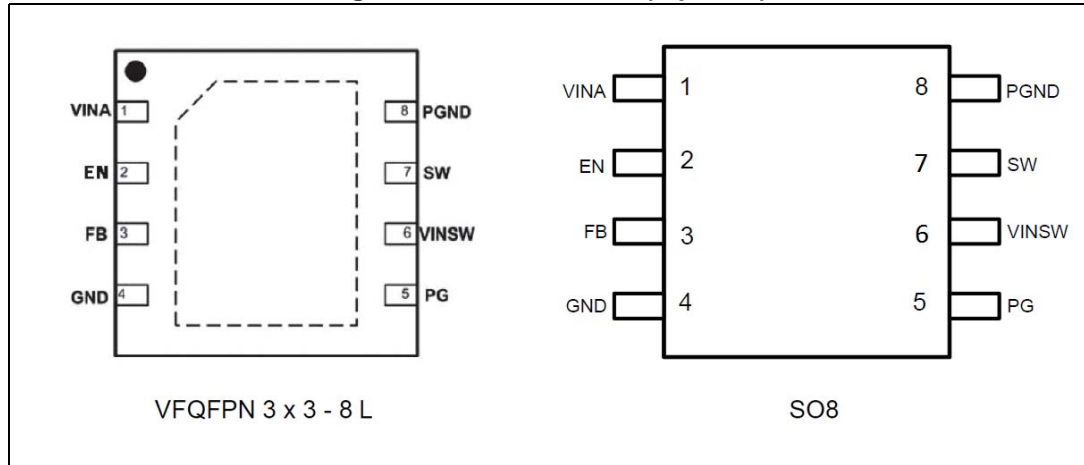 VINA 1 8 PGND
EN 2 7 SW
FB 3 6 VINSW
GND 4 5 PG
VFQFPN 3 x 3 - 8 L
VINA 1 8 PGND
EN 2 7 SW
FB 3 6 VINSW
GND 4 5 PG
SO8